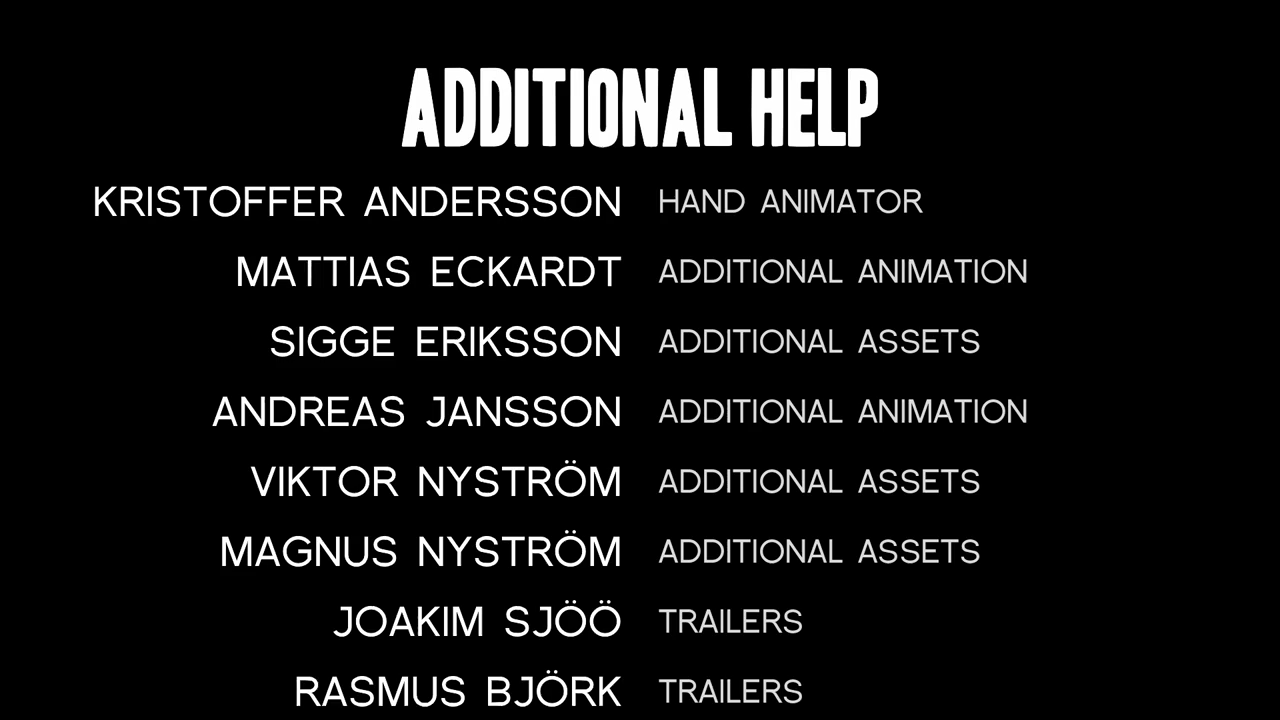 ADDITIONAL HELP
KRISTOFFER ANDERSSON HAND ANIMATOR
MATTIAS ECKARDT ADDITIONAL ANIMATION
SIGGE ERIKSSON ADDITIONAL ASSETS
ANDREAS JANSSON ADDITIONAL ANIMATION
VIKTOR NYSTRÖM ADDITIONAL ASSETS
MAGNUS NYSTRÖM ADDITIONAL ASSETS
JOAKIM SJÖÖ TRAILERS
RASMUS BJÖRK TRAILERS